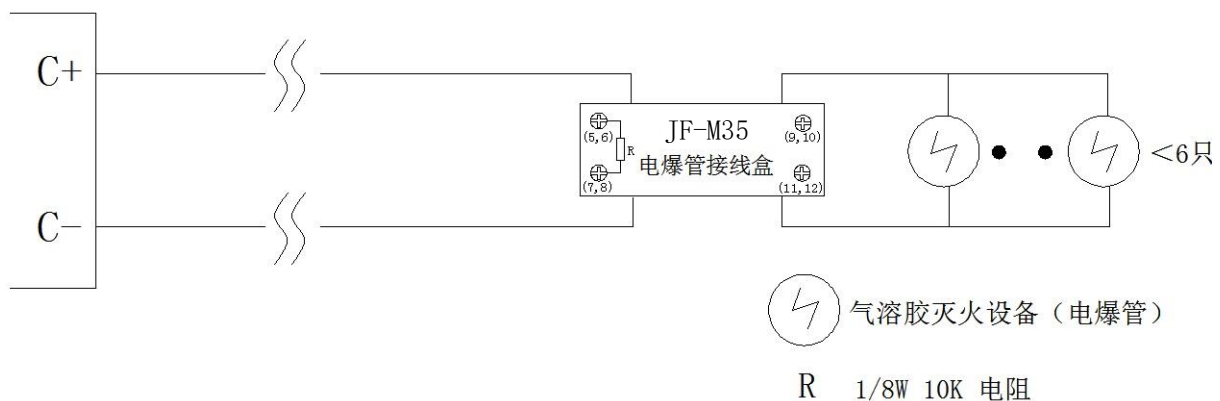 C+
C-
(5,6)
R
(7,8)
JF-M35
电爆管接线盒
(9,10)
(11,12)
<6只
气溶胶灭火设备（电爆管）
R 1/8W 10K 电阻